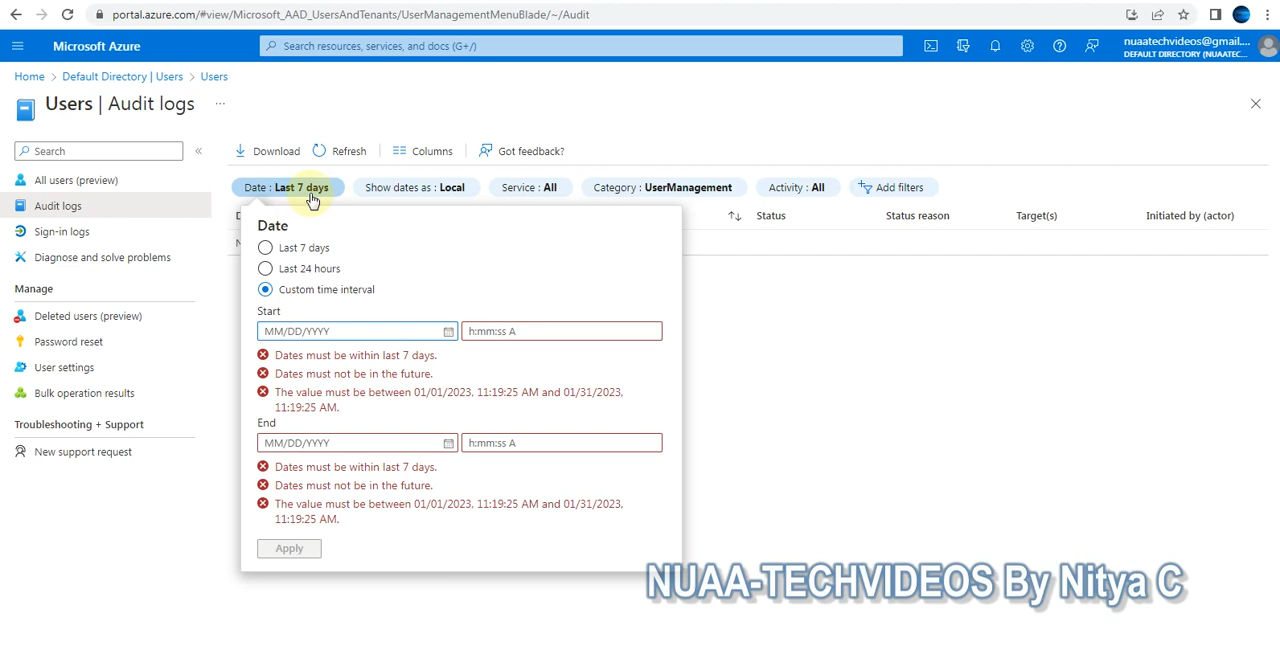 portal.azure.com/#view/Microsoft_AAD_UsersAndTenants/UserManagementMenuBlade/~/Audit
Microsoft Azure
Search resources, services, and docs (G+/)
nuaatechvideos@gmail....
DEFAULT DIRECTORY (NUAATEC...
Home > Default Directory | Users > Users
Users | Audit logs ...
Search
«
Download
Refresh
Columns
Got feedback?
All users (preview)
Audit logs
Sign-in logs
Diagnose and solve problems
Manage
Deleted users (preview)
Password reset
User settings
Bulk operation results
Troubleshooting + Support
New support request
Date : Last 7 days
Show dates as : Local
Service : All
Category : UserManagement
Activity : All
Add filters
D
Status
Status reason
Target(s)
Initiated by (actor)
N
Date
Last 7 days
Last 24 hours
Custom time interval
Start
MM/DD/YYYY
h:mm:ss A
Dates must be within last 7 days.
Dates must not be in the future.
The value must be between 01/01/2023, 11:19:25 AM and 01/31/2023,
11:19:25 AM.
End
MM/DD/YYYY
h:mm:ss A
Dates must be within last 7 days.
Dates must not be in the future.
The value must be between 01/01/2023, 11:19:25 AM and 01/31/2023,
11:19:25 AM.
Apply
NUAA-TECHVIDEOS By Nitya C